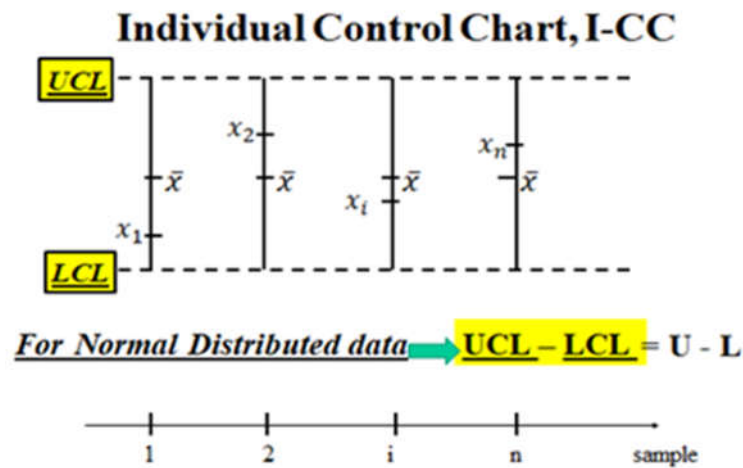 Individual Control Chart, I-CC
UCL
x₂
xₙ
x̄ x̄ x̄ x̄
xᵢ
x₁
LCL
For Normal Distributed data UCL – LCL = U - L
1 2 i n sample